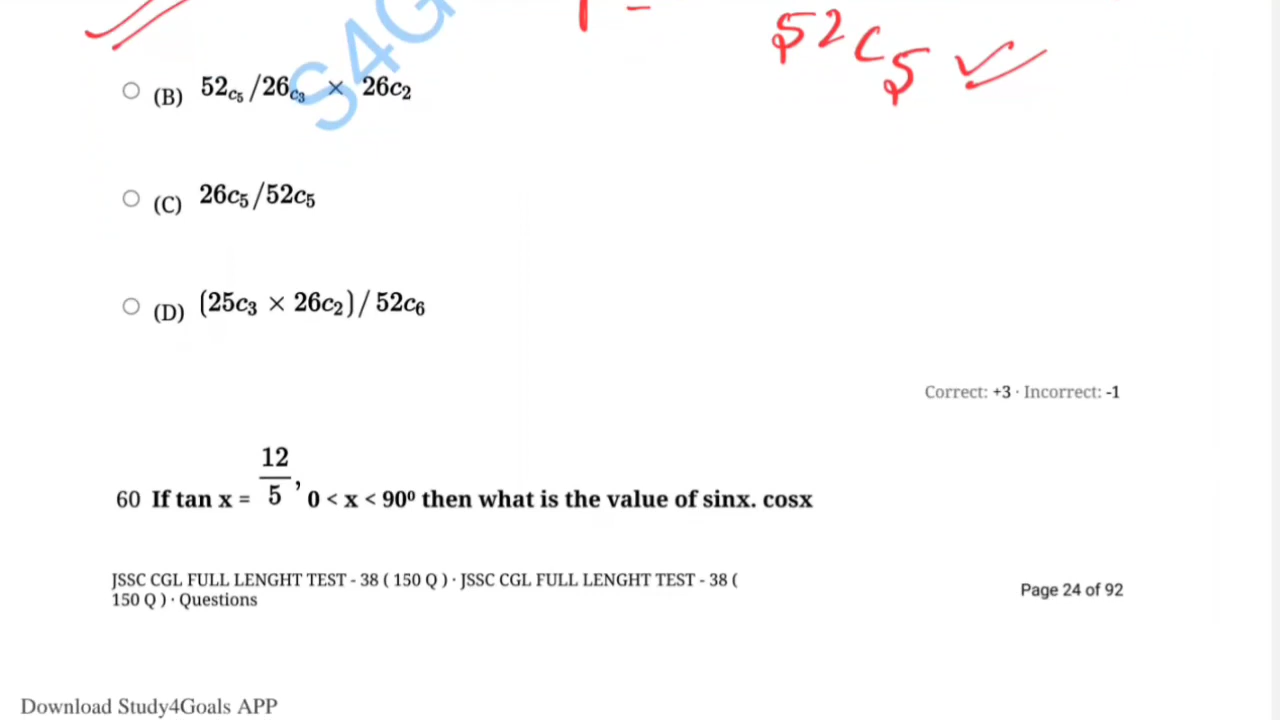 S4G
52c5
(B) 52c5 /26c3 × 26c2
(C) 26c5/52c5
(D) (25c3 × 26c2)/ 52c6
Correct: +3 · Incorrect: -1
60 If tan x = 12/5, 0 < x < 90⁰ then what is the value of sinx. cosx
JSSC CGL FULL LENGHT TEST - 38 ( 150 Q ) · JSSC CGL FULL LENGHT TEST - 38 (
150 Q ) · Questions
Page 24 of 92
Download Study4Goals APP